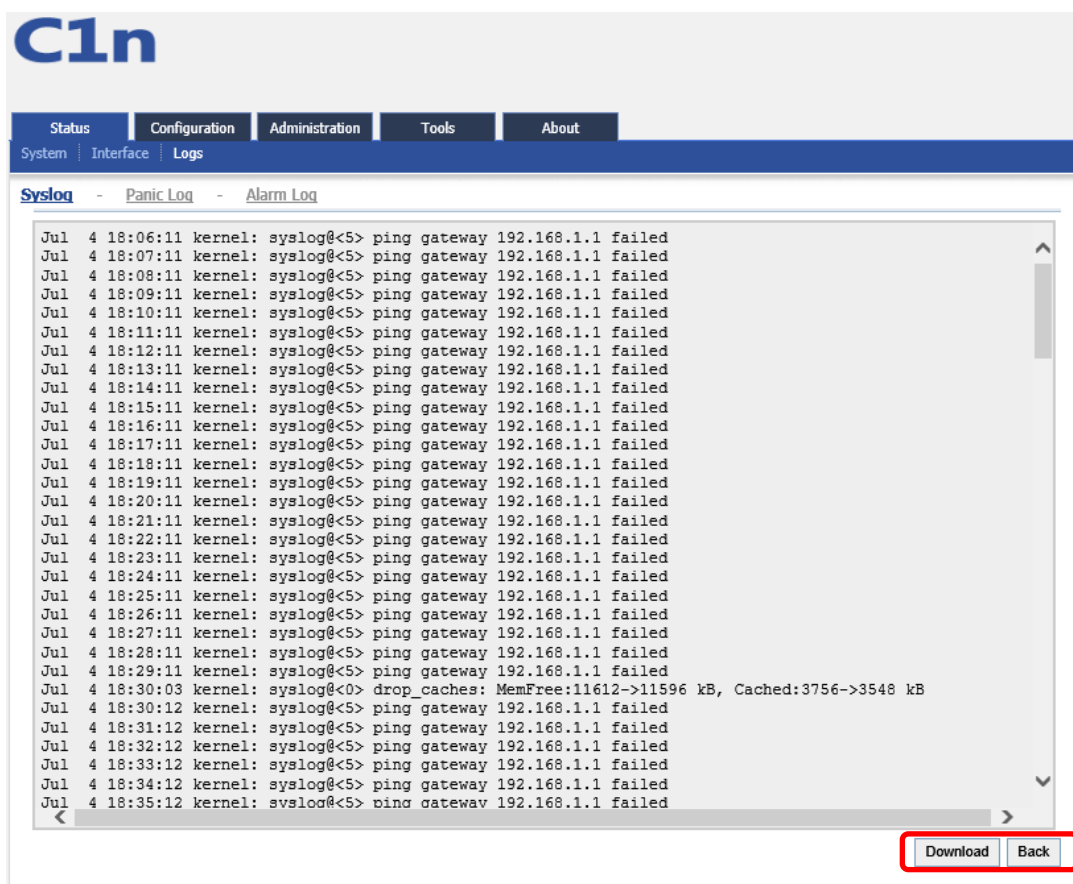 C1n
Status Configuration Administration Tools About
System Interface Logs
Syslog - Panic Log - Alarm Log
Jul  4 18:06:11 kernel: syslog@<5> ping gateway 192.168.1.1 failed
Jul  4 18:07:11 kernel: syslog@<5> ping gateway 192.168.1.1 failed
Jul  4 18:08:11 kernel: syslog@<5> ping gateway 192.168.1.1 failed
Jul  4 18:09:11 kernel: syslog@<5> ping gateway 192.168.1.1 failed
Jul  4 18:10:11 kernel: syslog@<5> ping gateway 192.168.1.1 failed
Jul  4 18:11:11 kernel: syslog@<5> ping gateway 192.168.1.1 failed
Jul  4 18:12:11 kernel: syslog@<5> ping gateway 192.168.1.1 failed
Jul  4 18:13:11 kernel: syslog@<5> ping gateway 192.168.1.1 failed
Jul  4 18:14:11 kernel: syslog@<5> ping gateway 192.168.1.1 failed
Jul  4 18:15:11 kernel: syslog@<5> ping gateway 192.168.1.1 failed
Jul  4 18:16:11 kernel: syslog@<5> ping gateway 192.168.1.1 failed
Jul  4 18:17:11 kernel: syslog@<5> ping gateway 192.168.1.1 failed
Jul  4 18:18:11 kernel: syslog@<5> ping gateway 192.168.1.1 failed
Jul  4 18:19:11 kernel: syslog@<5> ping gateway 192.168.1.1 failed
Jul  4 18:20:11 kernel: syslog@<5> ping gateway 192.168.1.1 failed
Jul  4 18:21:11 kernel: syslog@<5> ping gateway 192.168.1.1 failed
Jul  4 18:22:11 kernel: syslog@<5> ping gateway 192.168.1.1 failed
Jul  4 18:23:11 kernel: syslog@<5> ping gateway 192.168.1.1 failed
Jul  4 18:24:11 kernel: syslog@<5> ping gateway 192.168.1.1 failed
Jul  4 18:25:11 kernel: syslog@<5> ping gateway 192.168.1.1 failed
Jul  4 18:26:11 kernel: syslog@<5> ping gateway 192.168.1.1 failed
Jul  4 18:27:11 kernel: syslog@<5> ping gateway 192.168.1.1 failed
Jul  4 18:28:11 kernel: syslog@<5> ping gateway 192.168.1.1 failed
Jul  4 18:29:11 kernel: syslog@<5> ping gateway 192.168.1.1 failed
Jul  4 18:30:03 kernel: syslog@<0> drop_caches: MemFree:11612->11596 kB, Cached:3756->3548 kB
Jul  4 18:30:12 kernel: syslog@<5> ping gateway 192.168.1.1 failed
Jul  4 18:31:12 kernel: syslog@<5> ping gateway 192.168.1.1 failed
Jul  4 18:32:12 kernel: syslog@<5> ping gateway 192.168.1.1 failed
Jul  4 18:33:12 kernel: syslog@<5> ping gateway 192.168.1.1 failed
Jul  4 18:34:12 kernel: syslog@<5> ping gateway 192.168.1.1 failed
Jul  4 18:35:12 kernel: syslog@<5> ping gateway 192.168.1.1 failed
Download Back